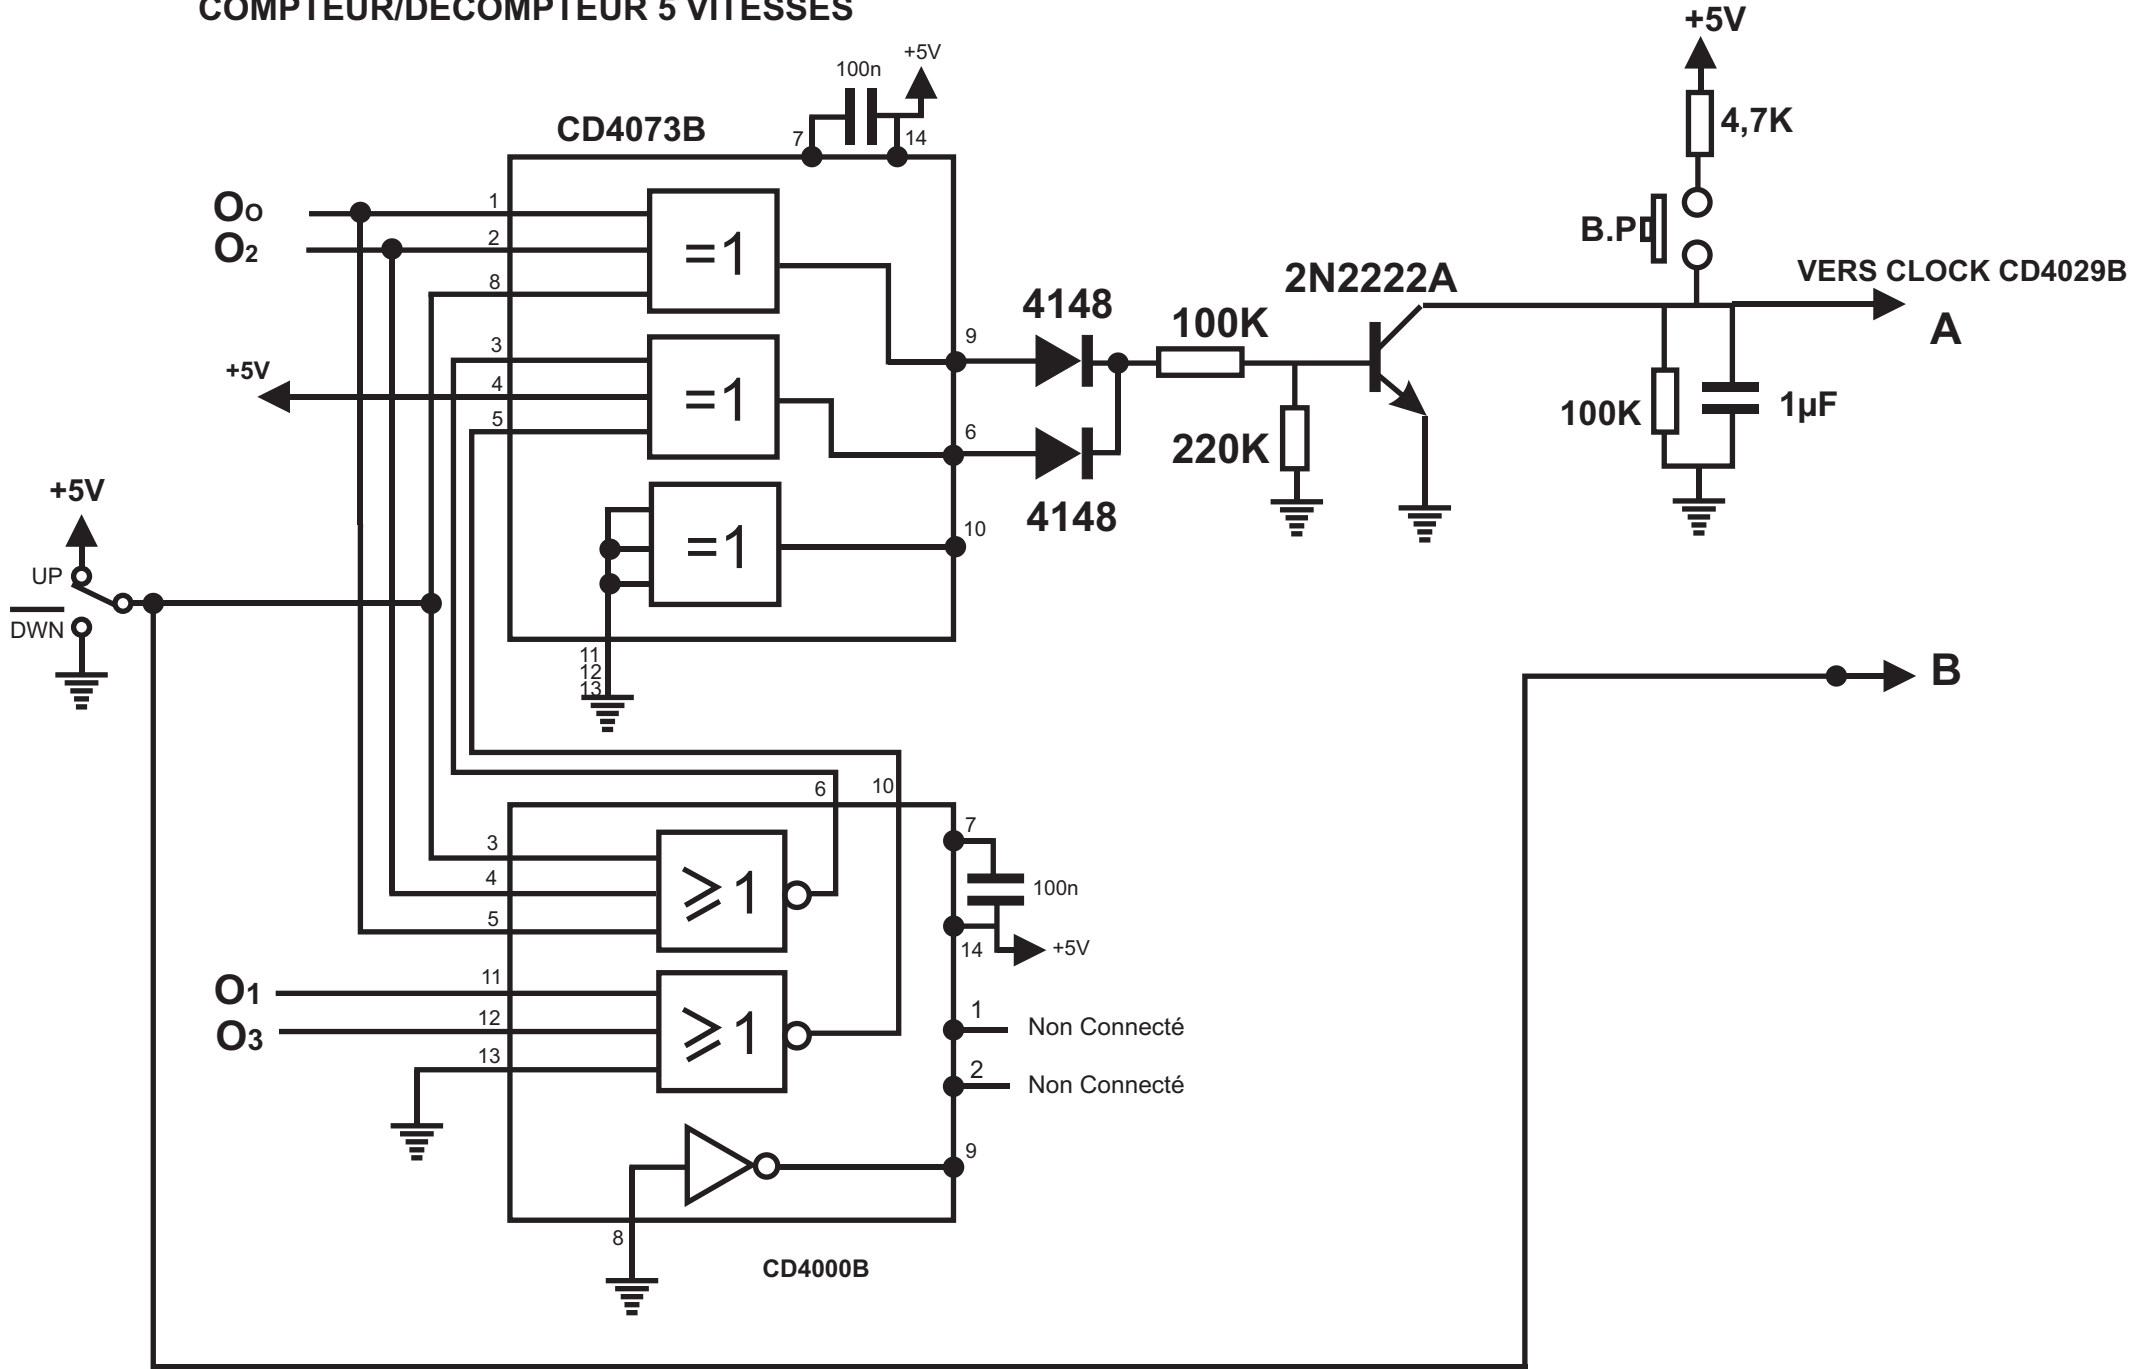 COMPTEUR/DECOMPTEUR 5 VITESSES
+5V
+5V
100n
CD4073B
7
14
4,7K
O0
1
=1
O2
2
8
B.P
2N2222A
VERS CLOCK CD4029B
A
4148
100K
9
3
+5V
4
=1
5
6
220K
100K
1µF
4148
+5V
=1
10
UP
DWN
11
12
13
B
6
10
7
3
≥1
4
100n
5
14
+5V
O1
11
1
Non Connecté
O3
12
≥1
13
2
Non Connecté
9
8
CD4000B